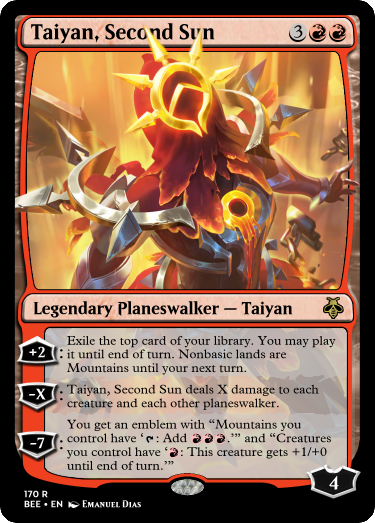 Taiyan, Second Sun 3
Legendary Planeswalker — Taiyan
+2: Exile the top card of your library. You may play
it until end of turn. Nonbasic lands are
Mountains until your next turn.
-X: Taiyan, Second Sun deals X damage to each
creature and each other planeswalker.
-7: You get an emblem with “Mountains you
control have ‘: Add .’” and “Creatures
you control have ‘: This creature gets +1/+0
until end of turn.’”
4
170 R
BEE • EN Emanuel Dias